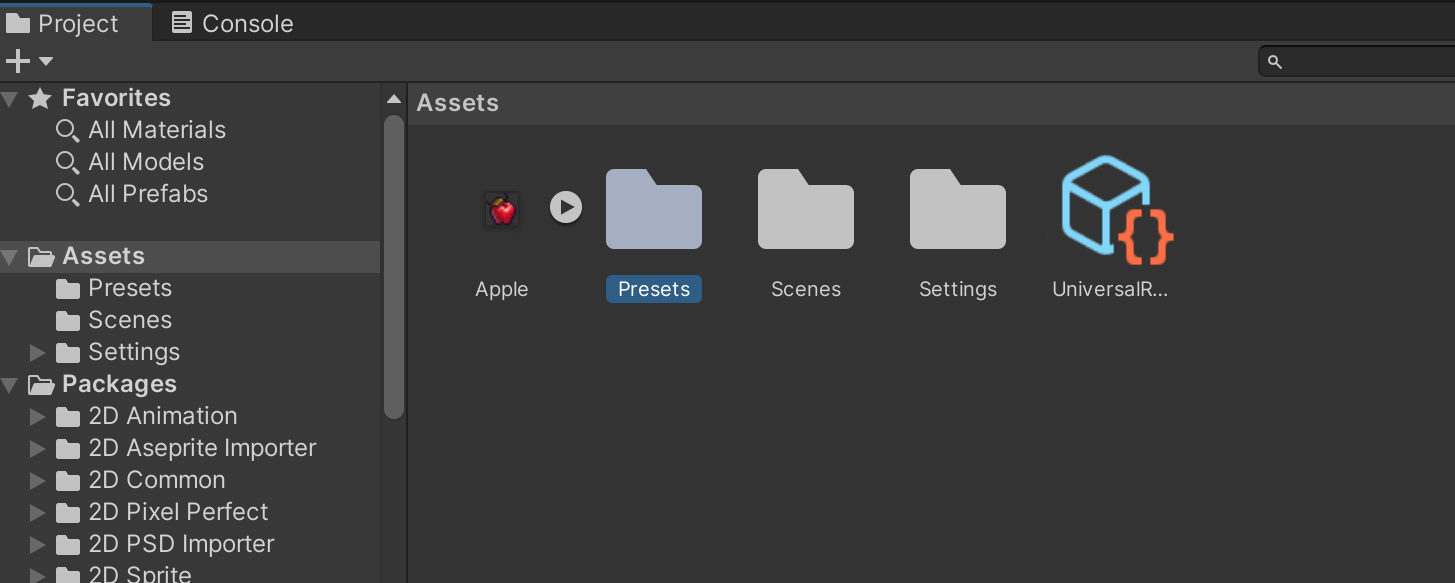 Project
Console
Favorites
All Materials
All Models
All Prefabs
Assets
Presets
Scenes
Settings
Packages
2D Animation
2D Aseprite Importer
2D Common
2D Pixel Perfect
2D PSD Importer
2D Sprite
Assets
Apple
Presets
Scenes
Settings
UniversalR...